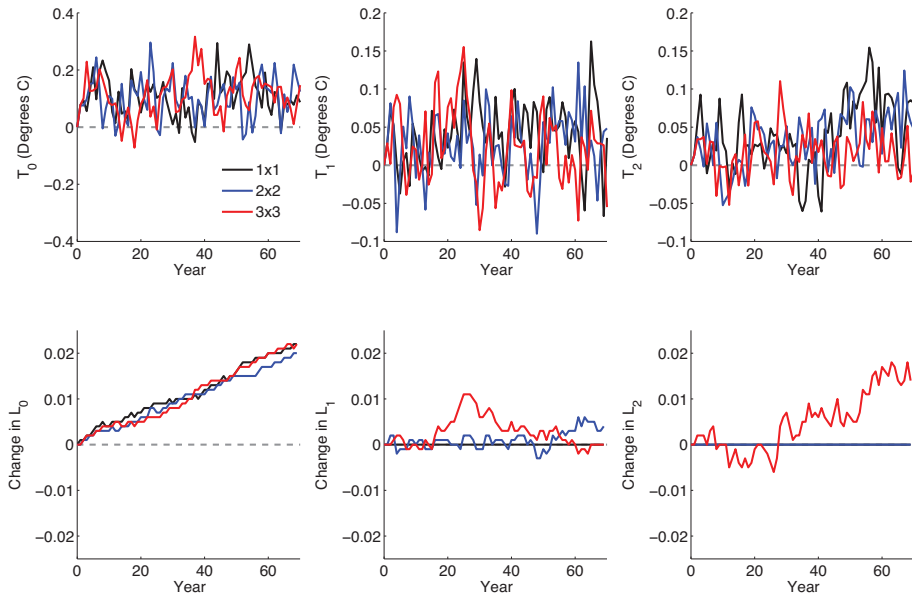 0.4
0.2
0
−0.2
−0.4
T0 (Degrees C)
0 20 40 60
Year
1x1
2x2
3x3
0.2
0.15
0.1
0.05
0
−0.05
−0.1
T1 (Degrees C)
0 20 40 60
Year
0.2
0.15
0.1
0.05
0
−0.05
−0.1
T2 (Degrees C)
0 20 40 60
Year
0.02
0.01
0
−0.01
−0.02
Change in L0
0 20 40 60
Year
0.02
0.01
0
−0.01
−0.02
Change in L1
0 20 40 60
Year
0.02
0.01
0
−0.01
−0.02
Change in L2
0 20 40 60
Year